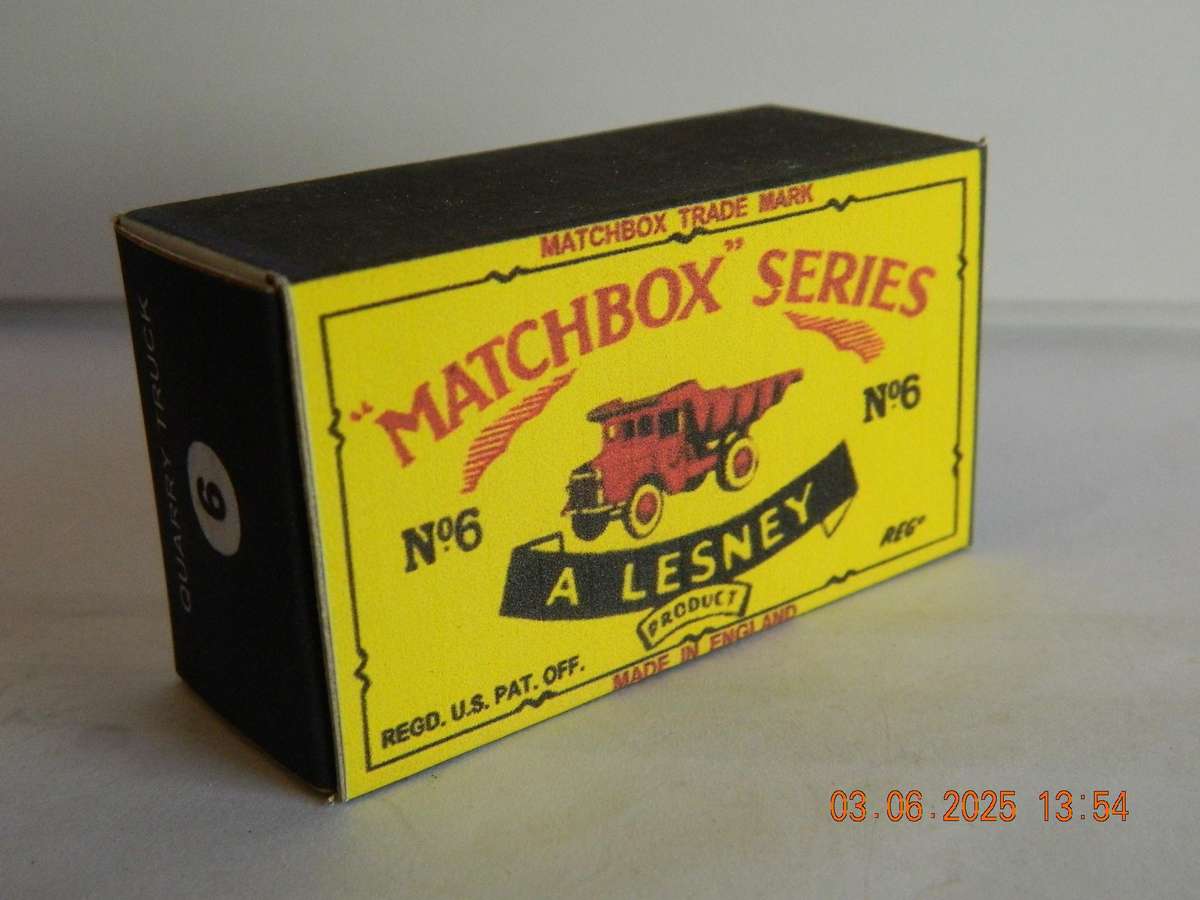 MATCHBOX TRADE MARK
"MATCHBOX" SERIES
Nº6
Nº6
A LESNEY
PRODUCT
REGD
REGD. U.S. PAT. OFF.
MADE IN ENGLAND
QUARRY TRUCK
6
03.06.2025 13:54